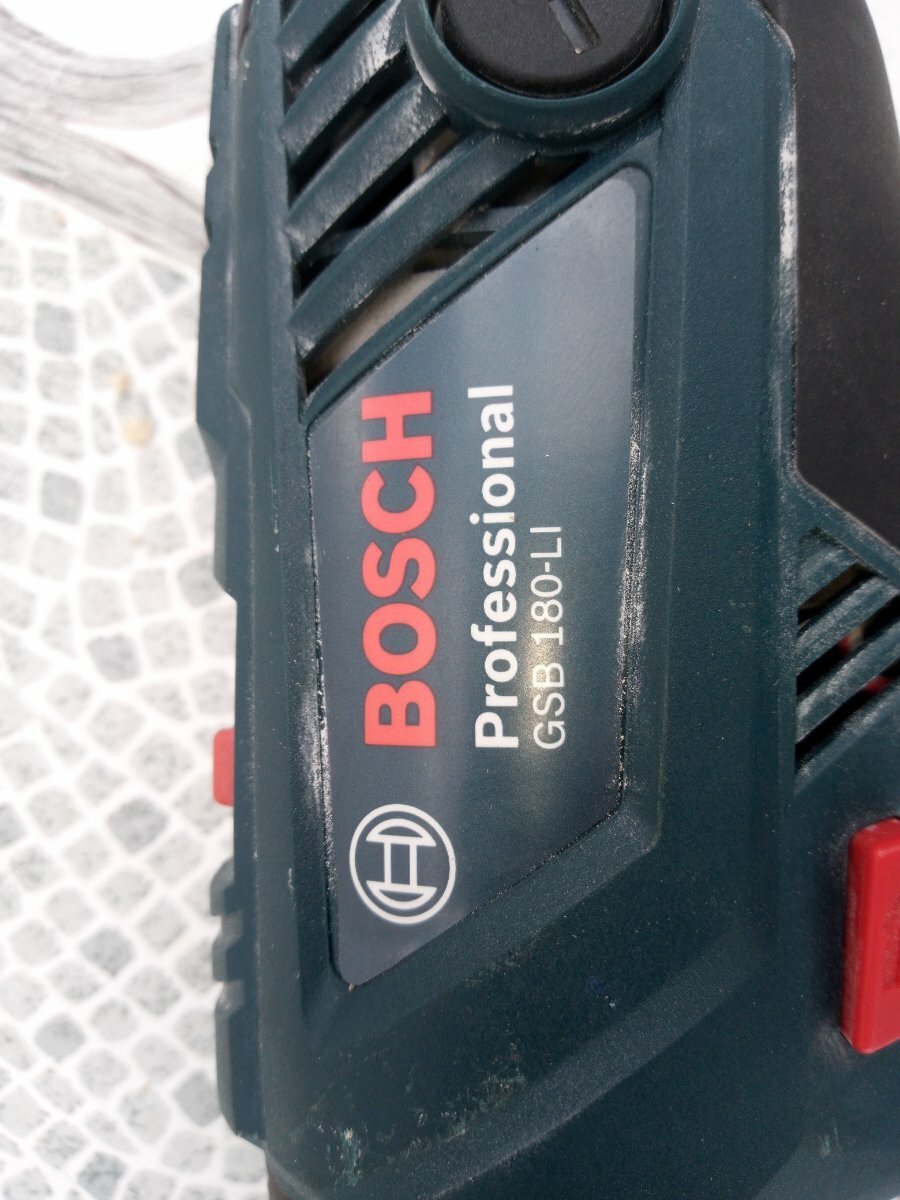 BOSCH
Professional
GSB 180-LI